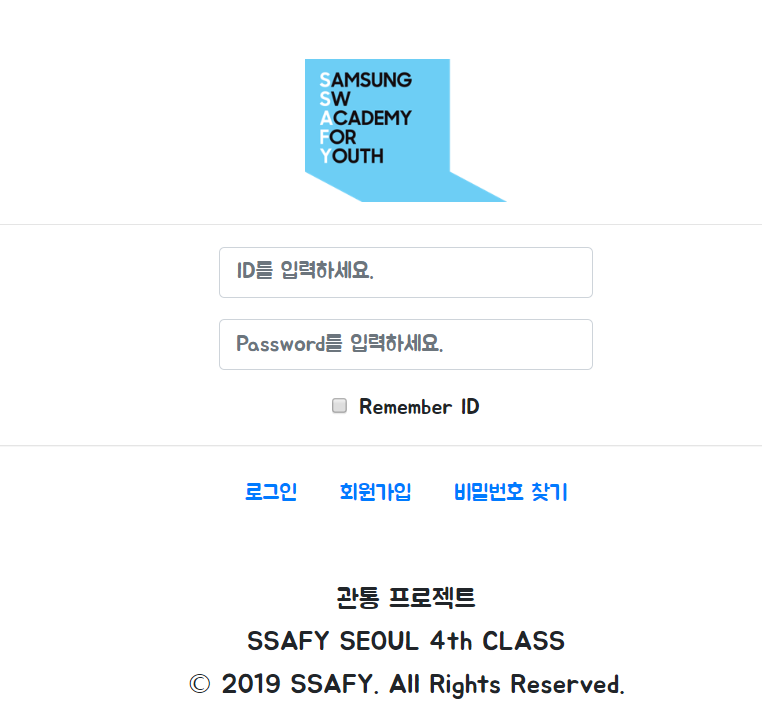 SAMSUNG
SW
ACADEMY
FOR
YOUTH
ID를 입력하세요.
Password를 입력하세요.
Remember ID
로그인 회원가입 비밀번호 찾기
관통 프로젝트
SSAFY SEOUL 4th CLASS
© 2019 SSAFY. All Rights Reserved.